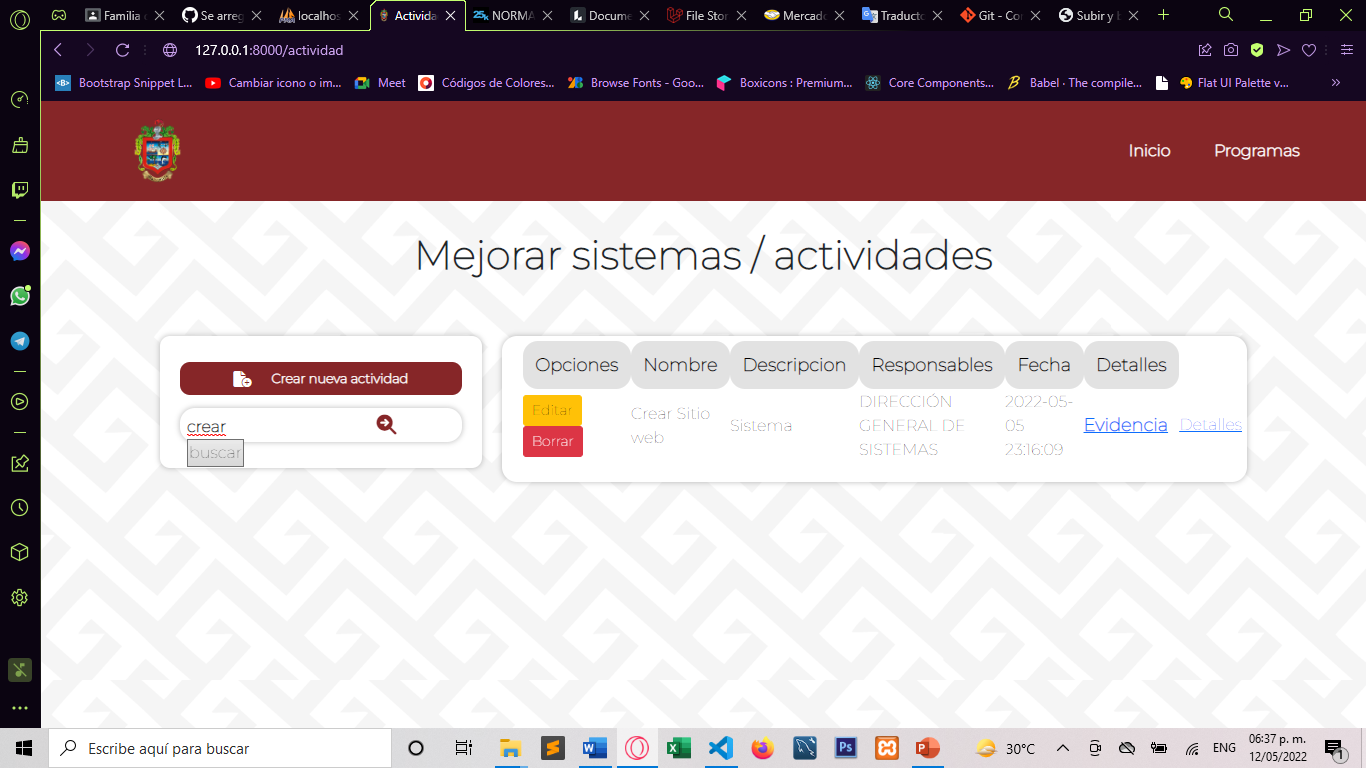 Familia
Se arreg
localhos
Activida
25k
NORMA
Docume
File Stor
Mercado
Traducto
Git - Co
Subir y b
127.0.0.1:8000/actividad
<B> Bootstrap Snippet L...
Cambiar icono o im...
Meet
Códigos de Colores...
Browse Fonts - Goo...
Boxicons : Premium...
Core Components...
Babel · The compile...
Flat UI Palette v...
»
Inicio
Programas
Mejorar sistemas / actividades
Crear nueva actividad
crear
buscar
Opciones Nombre Descripcion Responsables Fecha Detalles
Editar
Borrar
Crear Sitio
web
Sistema
DIRECCIÓN
GENERAL DE
SISTEMAS
2022-05-
05
23:16:09
Evidencia
Detalles
Escribe aquí para buscar
Ps
30°C
ENG
06:37 p. m.
12/05/2022
1